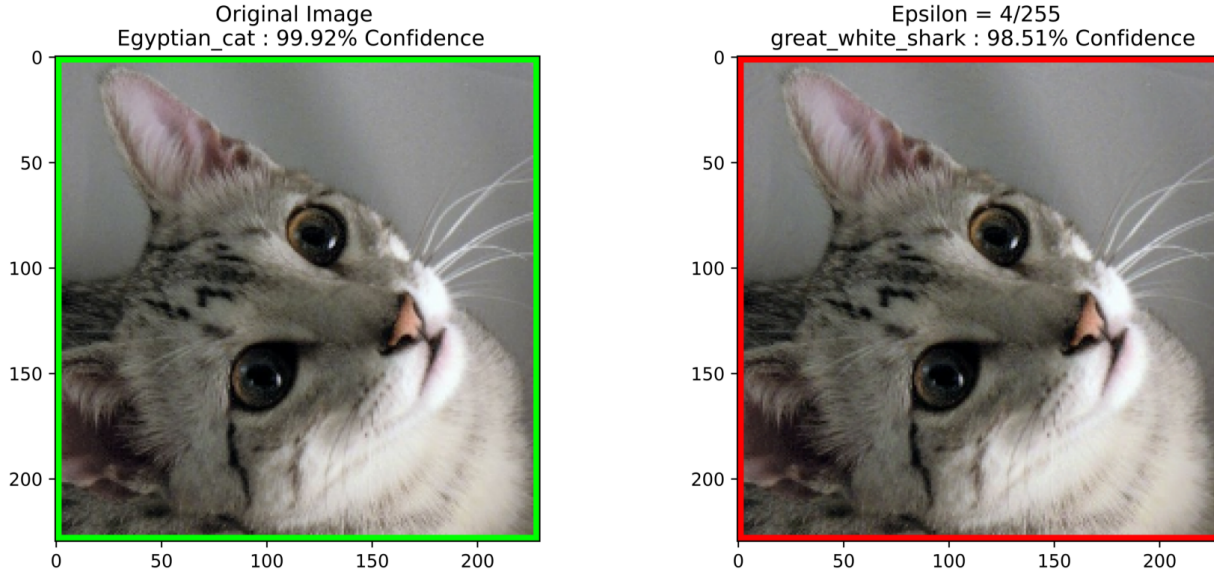 Original Image
Egyptian_cat : 99.92% Confidence
0
50
100
150
200
0 50 100 150 200
Epsilon = 4/255
great_white_shark : 98.51% Confidence
0
50
100
150
200
0 50 100 150 200